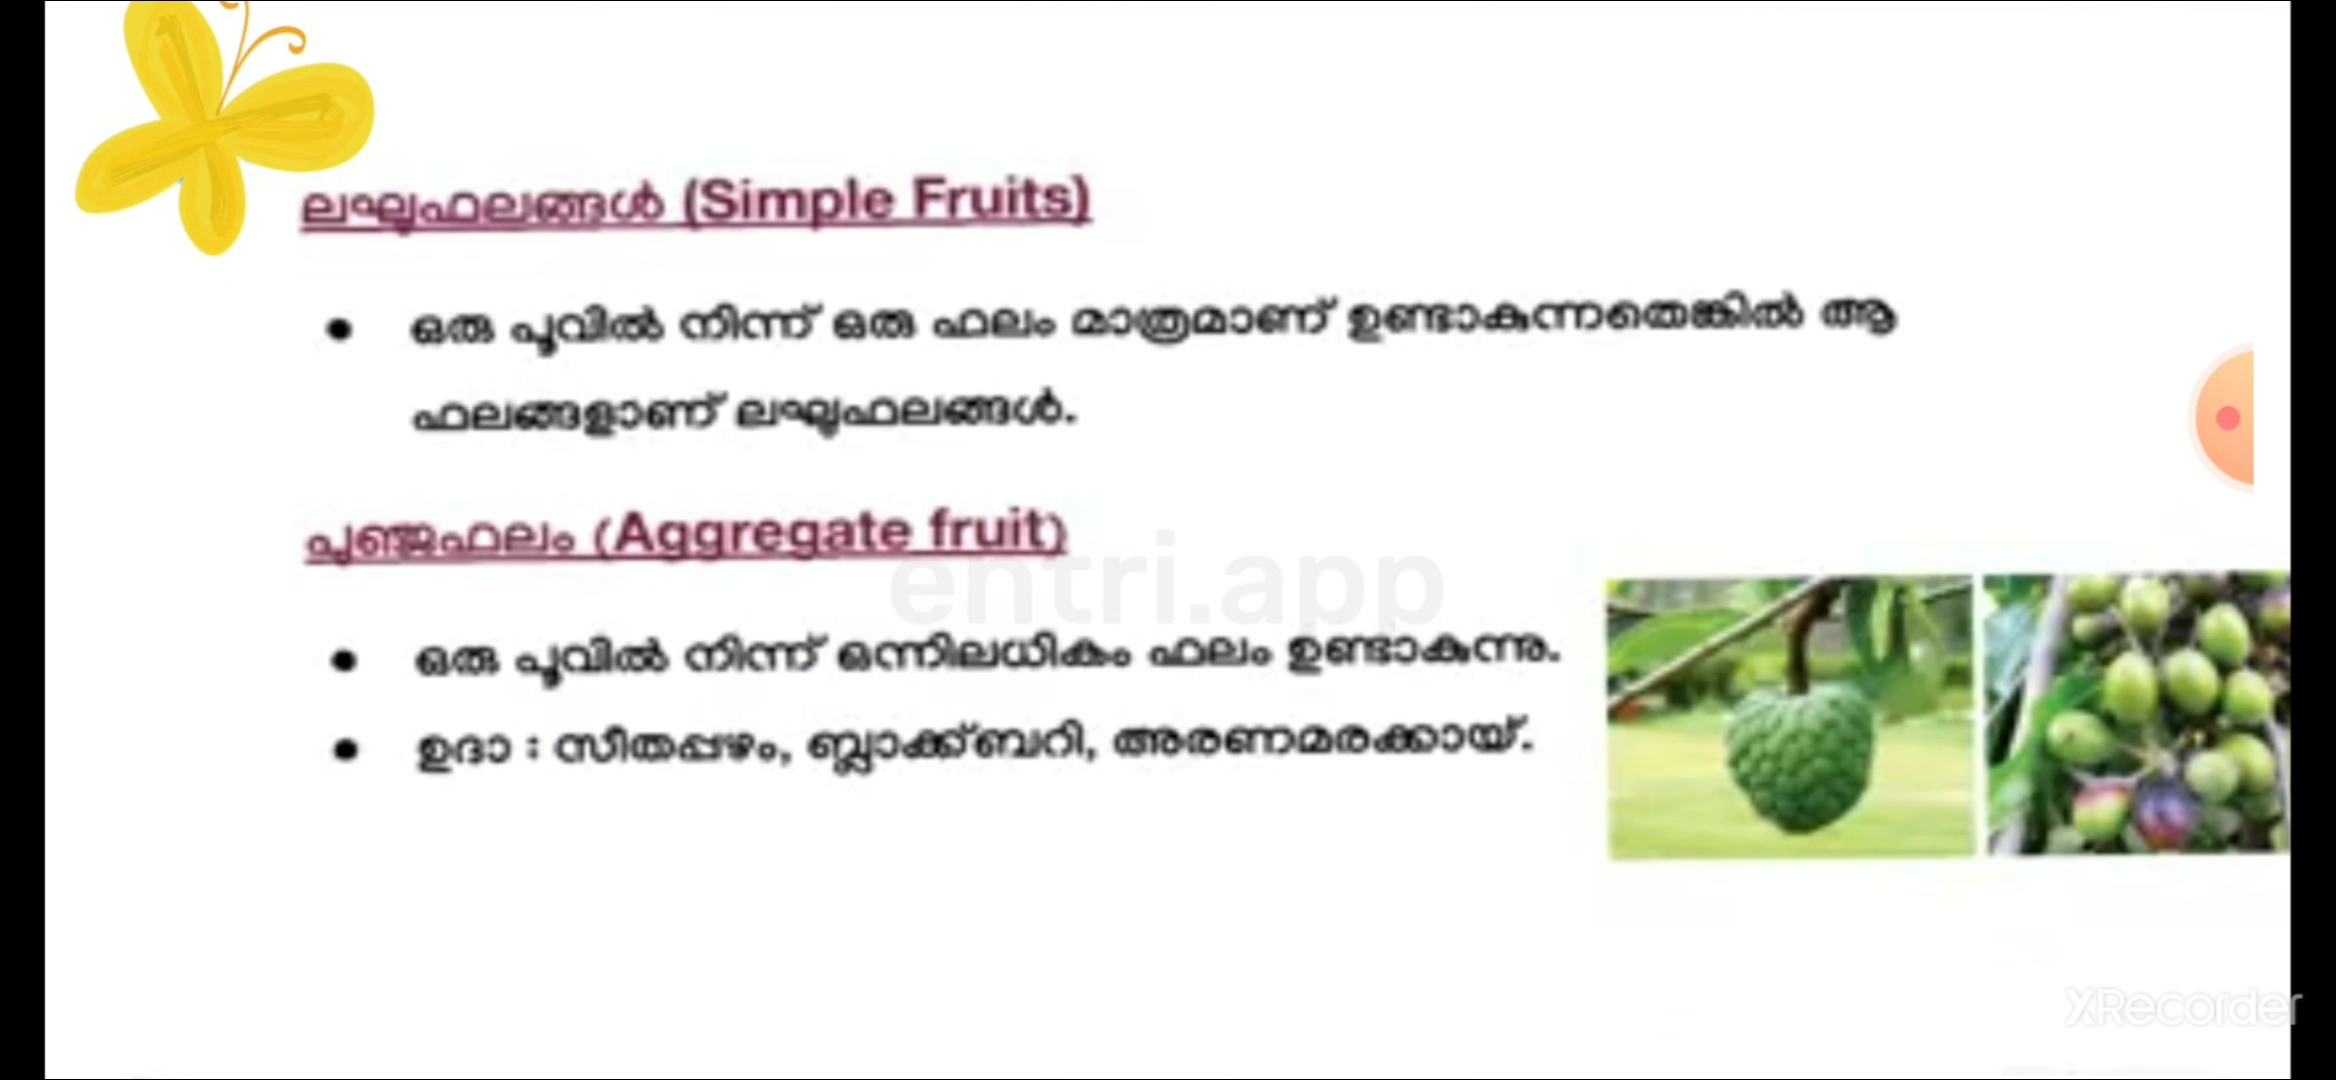 ലഘുഫലങ്ങൾ (Simple Fruits)
● ഒരു പൂവിൽ നിന്ന് ഒരു ഫലം മാത്രമാണ് ഉണ്ടാകുന്നതെങ്കിൽ ആ
ഫലങ്ങളാണ് ലഘുഫലങ്ങൾ.
പുഞ്ജഫലം (Aggregate fruit)
entri.app
● ഒരു പൂവിൽ നിന്ന് ഒന്നിലധികം ഫലം ഉണ്ടാകുന്നു.
● ഉദാ : സീതപ്പഴം, ബ്ലാക്ക്ബറി, അരണമരക്കായ്.
XRecorder